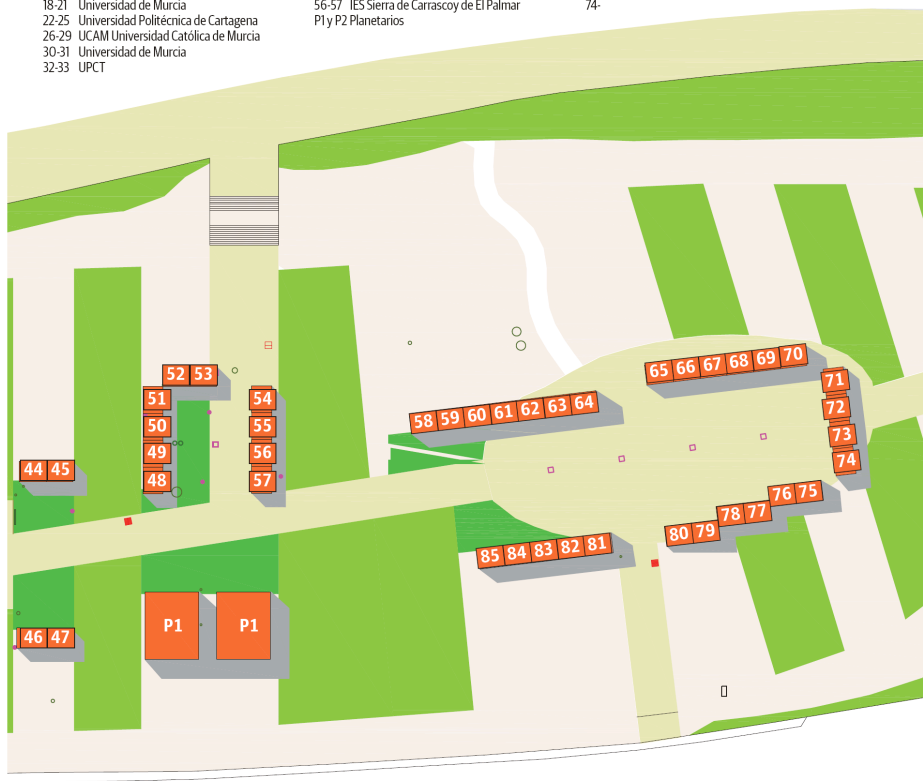 18-21 Universidad de Murcia
22-25 Universidad Politécnica de Cartagena
26-29 UCAM Universidad Católica de Murcia
30-31 Universidad de Murcia
32-33 UPCT
56-57 IES Sierra de Carrascoy de El Palmar
P1 y P2 Planetarios
74-
52 53
51
50
49
48
54
55
56
57
44 45
46 47
P1 P1
58 59 60 61 62 63 64
65 66 67 68 69 70
71
72
73
74
76 75
78 77
80 79
85 84 83 82 81